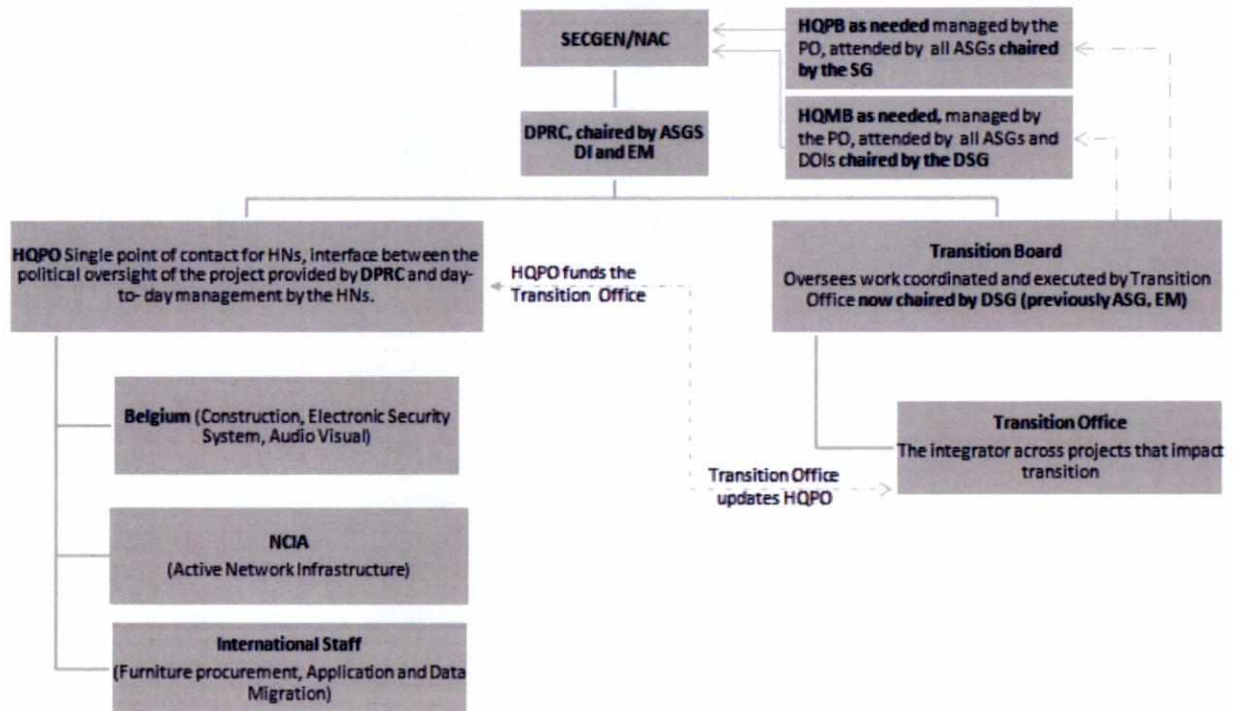 SECGEN/NAC
HQPB as needed managed by the
PO, attended by all ASGs chaired
by the SG
DPRC, chaired by ASGS
DI and EM
HQMB as needed, managed by
the PO, attended by all ASGs and
DOIs chaired by the DSG
HQPO Single point of contact for HNs, interface between the
political oversight of the project provided by DPRC and day-
to- day management by the HNs.
HQPO funds the
Transition Office
Transition Board
Oversees work coordinated and executed by Transition
Office now chaired by DSG (previously ASG, EM)
Belgium (Construction, Electronic Security
System, Audio Visual)
Transition Office
The integrator across projects that impact
transition
Transition Office
updates HQPO
NCIA
(Active Network Infrastructure)
International Staff
(Furniture procurement, Application and Data
Migration)